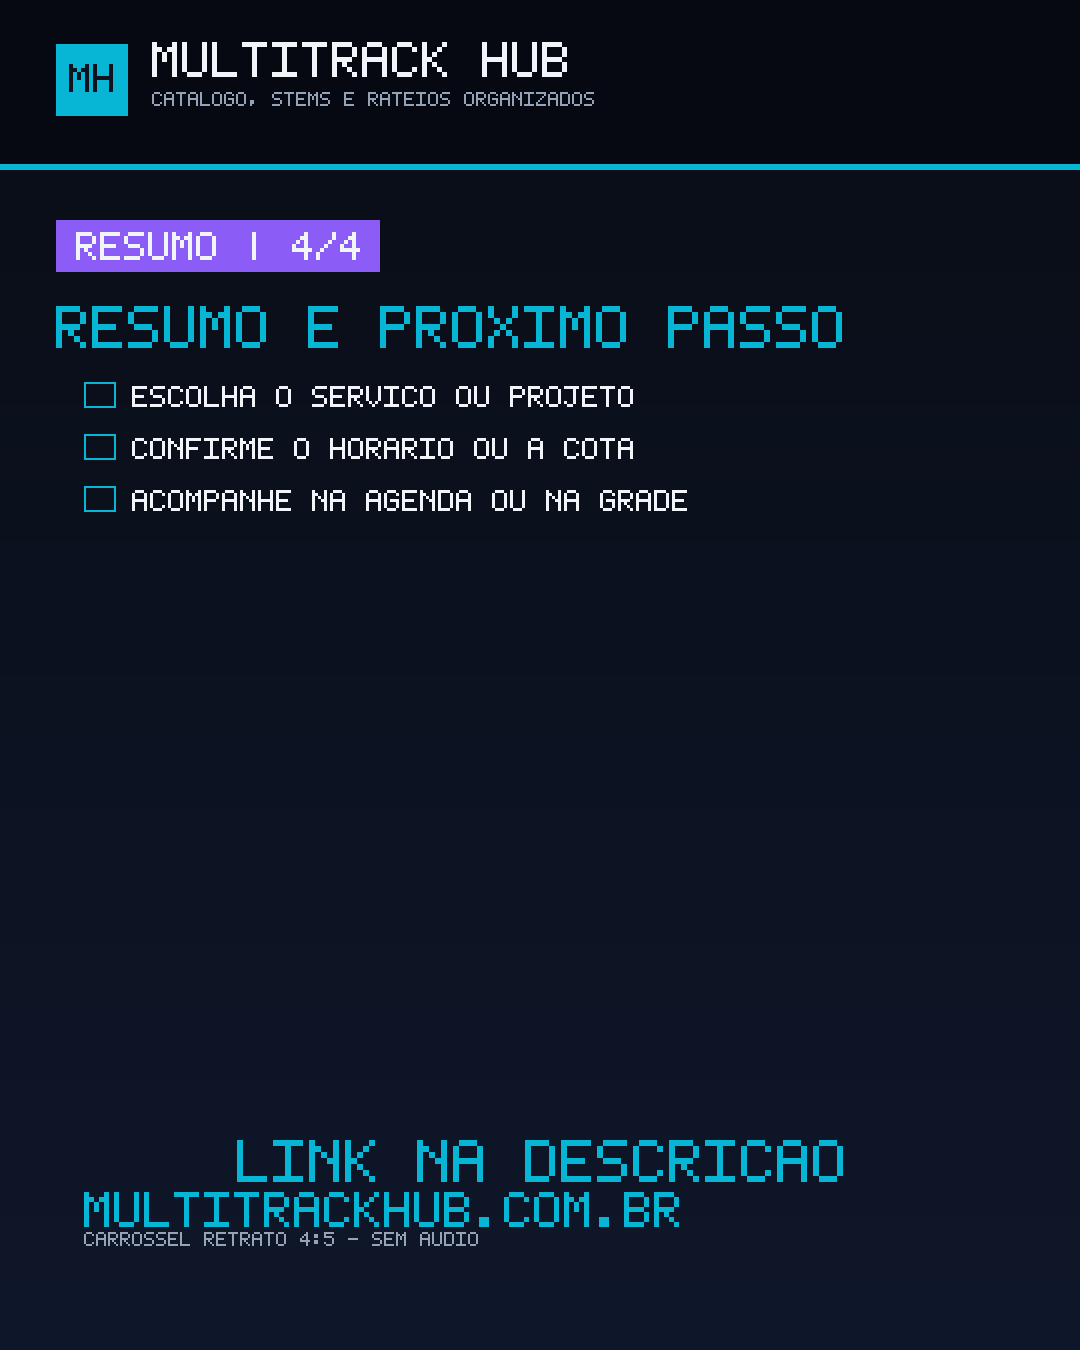 MH
MULTITRACK HUB
CATALOGO, STEMS E RATEIOS ORGANIZADOS
RESUMO | 4/4
RESUMO E PROXIMO PASSO
ESCOLHA O SERVICO OU PROJETO
CONFIRME O HORARIO OU A COTA
ACOMPANHE NA AGENDA OU NA GRADE
LINK NA DESCRICAO
MULTITRACKHUB.COM.BR
CARROSSEL RETRATO 4:5 - SEM AUDIO